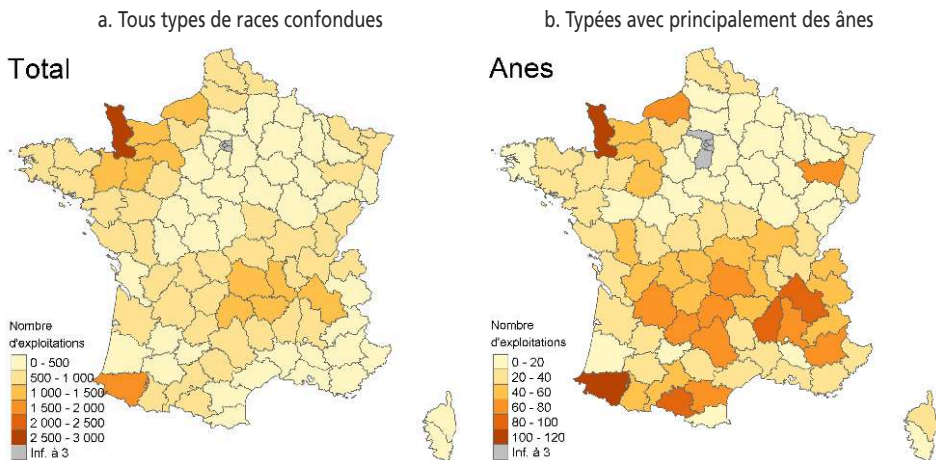 a. Tous types de races confondues
b. Typées avec principalement des ânes
Total
Anes
Nombre
d'exploitations
0 - 500
500 - 1 000
1 000 - 1 500
1 500 - 2 000
2 000 - 2 500
2 500 - 3 000
Inf. à 3
Nombre
d'exploitations
0 - 20
20 - 40
40 - 60
60 - 80
80 - 100
100 - 120
Inf. à 3